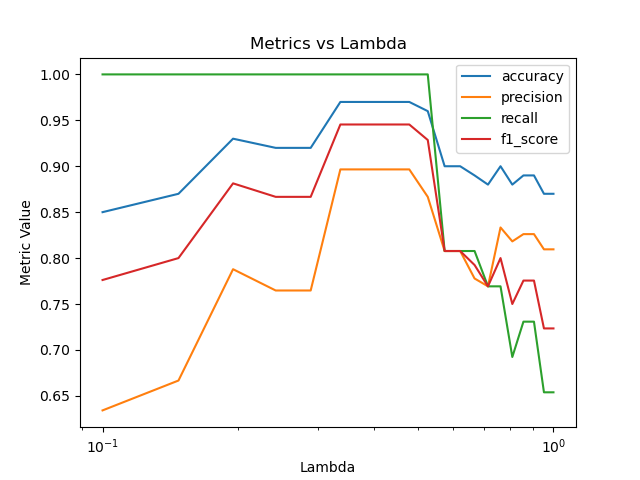 Metrics vs Lambda
1.00
0.95
0.90
0.85
0.80
0.75
0.70
0.65
Metric Value
accuracy
precision
recall
f1_score
10⁻¹
10⁰
Lambda